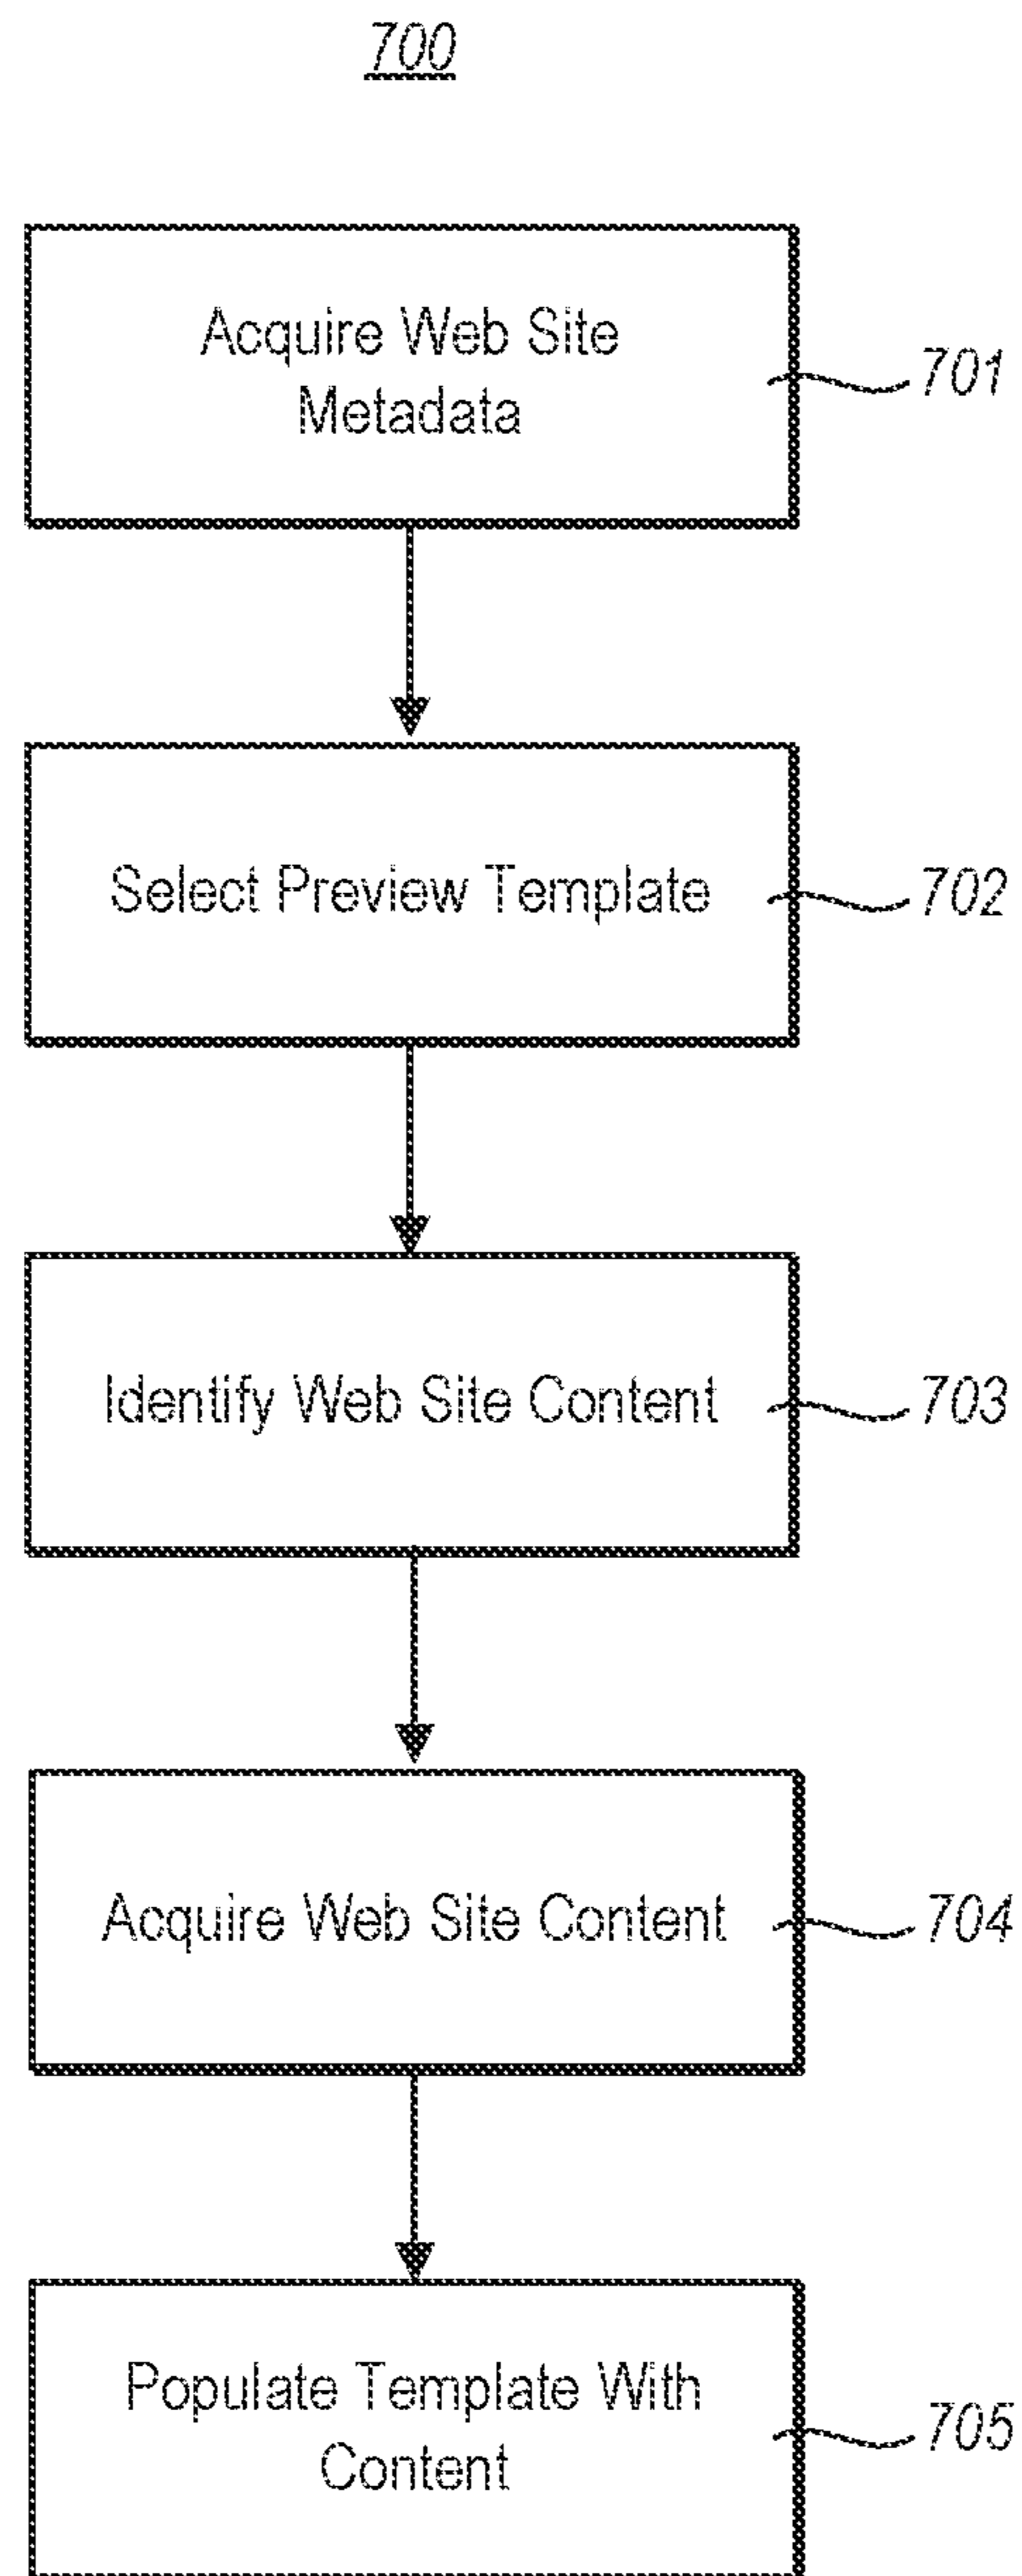 700
Acquire Web Site
Metadata
701
Select Preview Template
702
Identify Web Site Content
703
Acquire Web Site Content
704
Populate Template With
Content
705